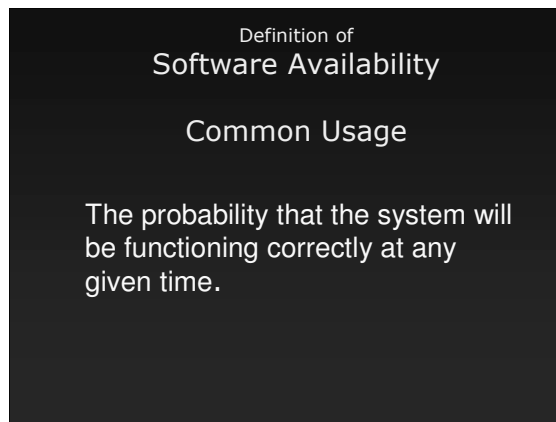 Definition of
Software Availability
Common Usage
The probability that the system will
be functioning correctly at any
given time.